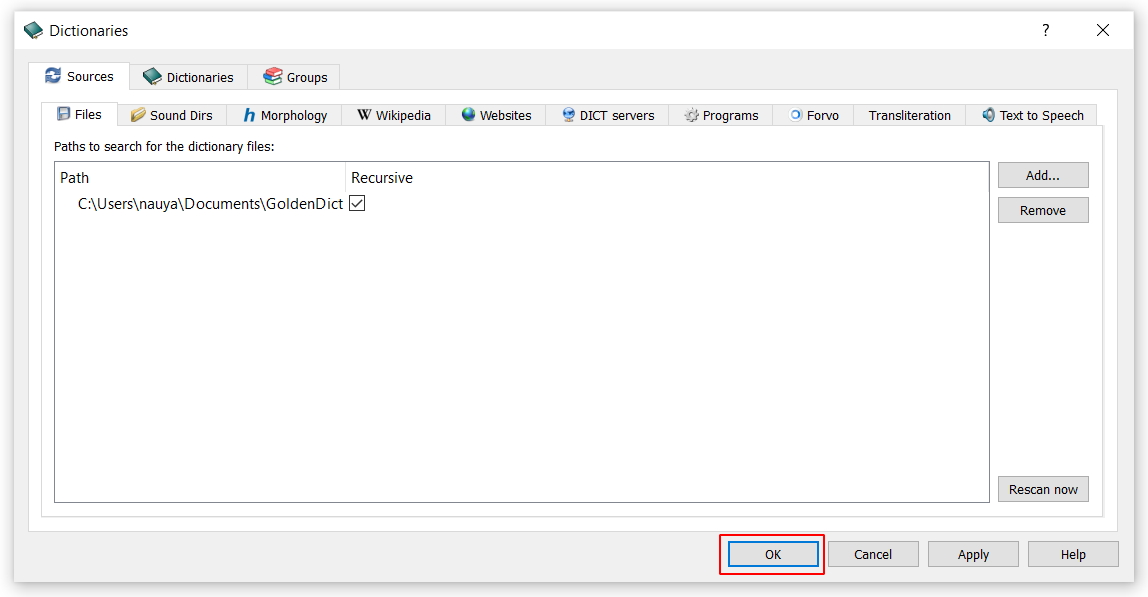 Dictionaries ?
Sources Dictionaries Groups
Files Sound Dirs h Morphology W Wikipedia Websites DICT servers Programs Forvo Transliteration Text to Speech
Paths to search for the dictionary files:
Path Recursive Add...
C:\Users\nauya\Documents\GoldenDict
Remove
Rescan now
OK Cancel Apply Help